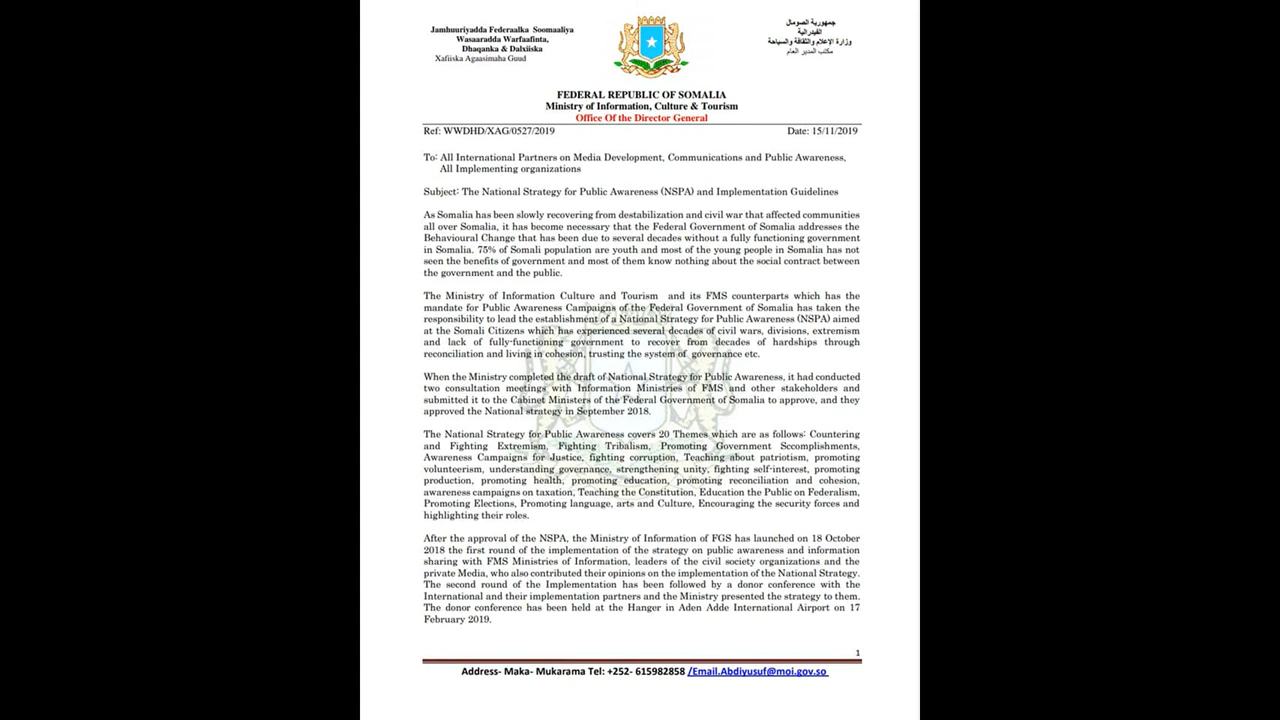 Jamhuuriyadda Federaalka Soomaaliya
Wasaaradda Warfaafinta,
Dhaqanka & Dalxiiska
Xafiiska Agaasimaha Guud
جمهورية الصومال
الفيدرالية
وزارة الإعلام والثقافة والسياحة
مكتب المدير العام
FEDERAL REPUBLIC OF SOMALIA
Ministry of Information, Culture & Tourism
Office Of the Director General
Ref: WWDHD/XAG/0527/2019 Date: 15/11/2019
To: All International Partners on Media Development, Communications and Public Awareness,
All Implementing organizations
Subject: The National Strategy for Public Awareness (NSPA) and Implementation Guidelines
As Somalia has been slowly recovering from destabilization and civil war that affected communities
all over Somalia, it has become necessary that the Federal Government of Somalia addresses the
Behavioural Change that has been due to several decades without a fully functioning government
in Somalia. 75% of Somali population are youth and most of the young people in Somalia has not
seen the benefits of government and most of them know nothing about the social contract between
the government and the public.
The Ministry of Information Culture and Tourism and its FMS counterparts which has the
mandate for Public Awareness Campaigns of the Federal Government of Somalia has taken the
responsibility to lead the establishment of a National Strategy for Public Awareness (NSPA) aimed
at the Somali Citizens which has experienced several decades of civil wars, divisions, extremism
and lack of fully-functioning government to recover from decades of hardships through
reconciliation and living in cohesion, trusting the system of governance etc.
When the Ministry completed the draft of National Strategy for Public Awareness, it had conducted
two consultation meetings with Information Ministries of FMS and other stakeholders and
submitted it to the Cabinet Ministers of the Federal Government of Somalia to approve, and they
approved the National strategy in September 2018.
The National Strategy for Public Awareness covers 20 Themes which are as follows: Countering
and Fighting Extremism, Fighting Tribalism, Promoting Government Sccomplishments,
Awareness Campaigns for Justice, fighting corruption, Teaching about patriotism, promoting
volunteerism, understanding governance, strengthening unity, fighting self-interest, promoting
production, promoting health, promoting education, promoting reconciliation and cohesion,
awareness campaigns on taxation, Teaching the Constitution, Education the Public on Federalism,
Promoting Elections, Promoting language, arts and Culture, Encouraging the security forces and
highlighting their roles.
After the approval of the NSPA, the Ministry of Information of FGS has launched on 18 October
2018 the first round of the implementation of the strategy on public awareness and information
sharing with FMS Ministries of Information, leaders of the civil society organizations and the
private Media, who also contributed their opinions on the implementation of the National Strategy.
The second round of the Implementation has been followed by a donor conference with the
International and their implementation partners and the Ministry presented the strategy to them.
The donor conference has been held at the Hanger in Aden Adde International Airport on 17
February 2019.
1
Address- Maka- Mukarama Tel: +252- 615982858 /Email.Abdiyusuf@moi.gov.so